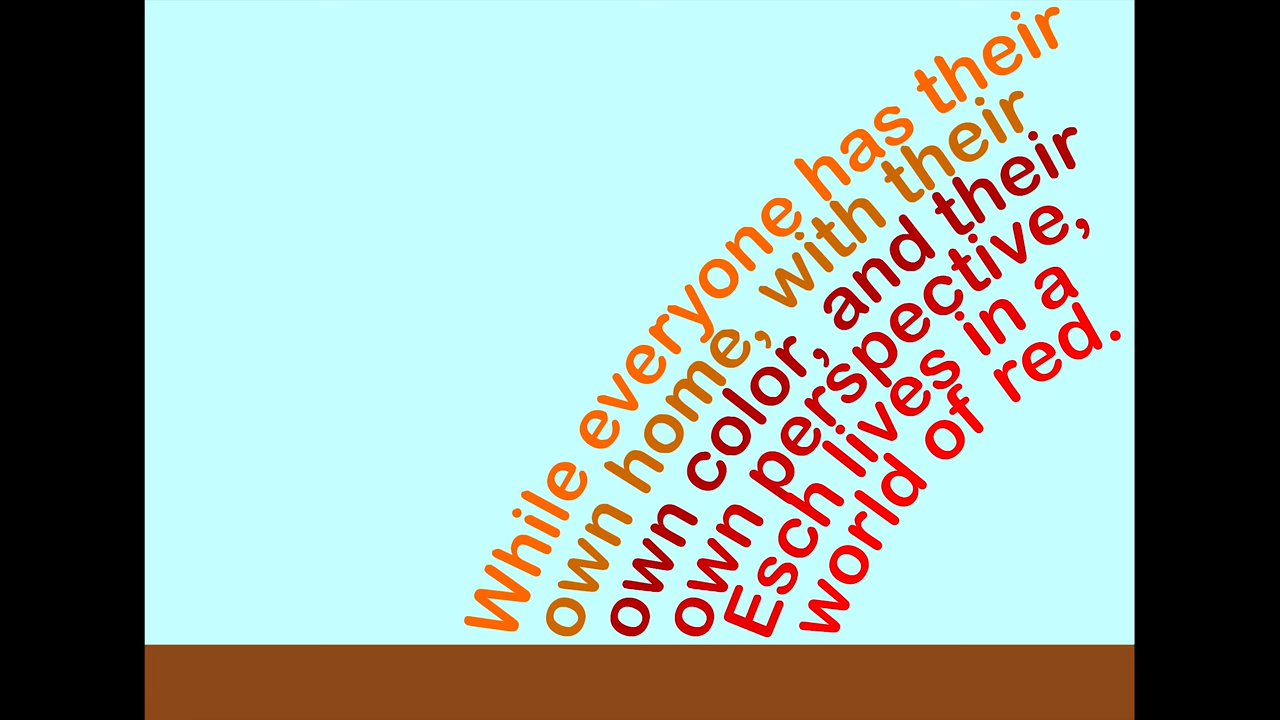 While everyone has their
own home, with their
own color, and their
own perspective,
Esch lives in a
world of red.